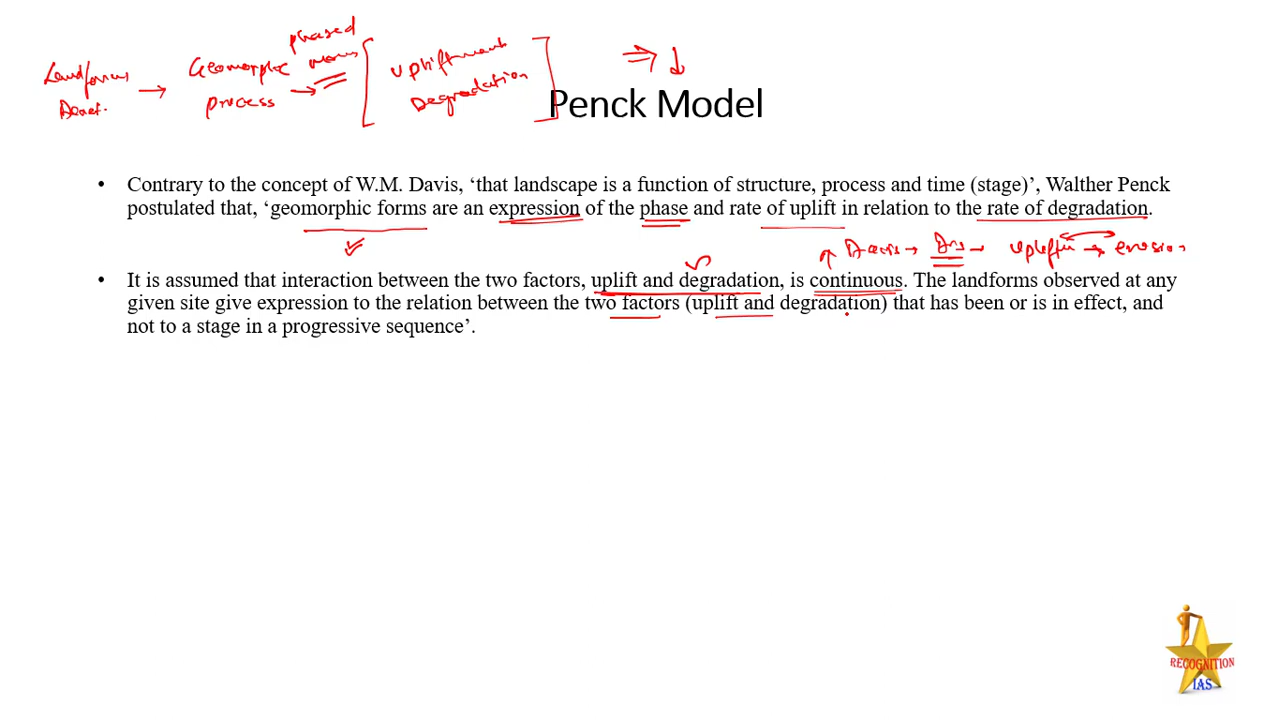 phased
Landforms → Geomorphic → [ Upliftment ] ⇒ ↓
process Degradation
Penck Model
• Contrary to the concept of W.M. Davis, ‘that landscape is a function of structure, process and time (stage)’, Walther Penck
postulated that, ‘geomorphic forms are an expression of the phase and rate of uplift in relation to the rate of degradation.
↑ Davis → → → erosion
• It is assumed that interaction between the two factors, uplift and degradation, is continuous. The landforms observed at any
given site give expression to the relation between the two factors (uplift and degradation) that has been or is in effect, and
not to a stage in a progressive sequence’.
RECOGNITION
IAS